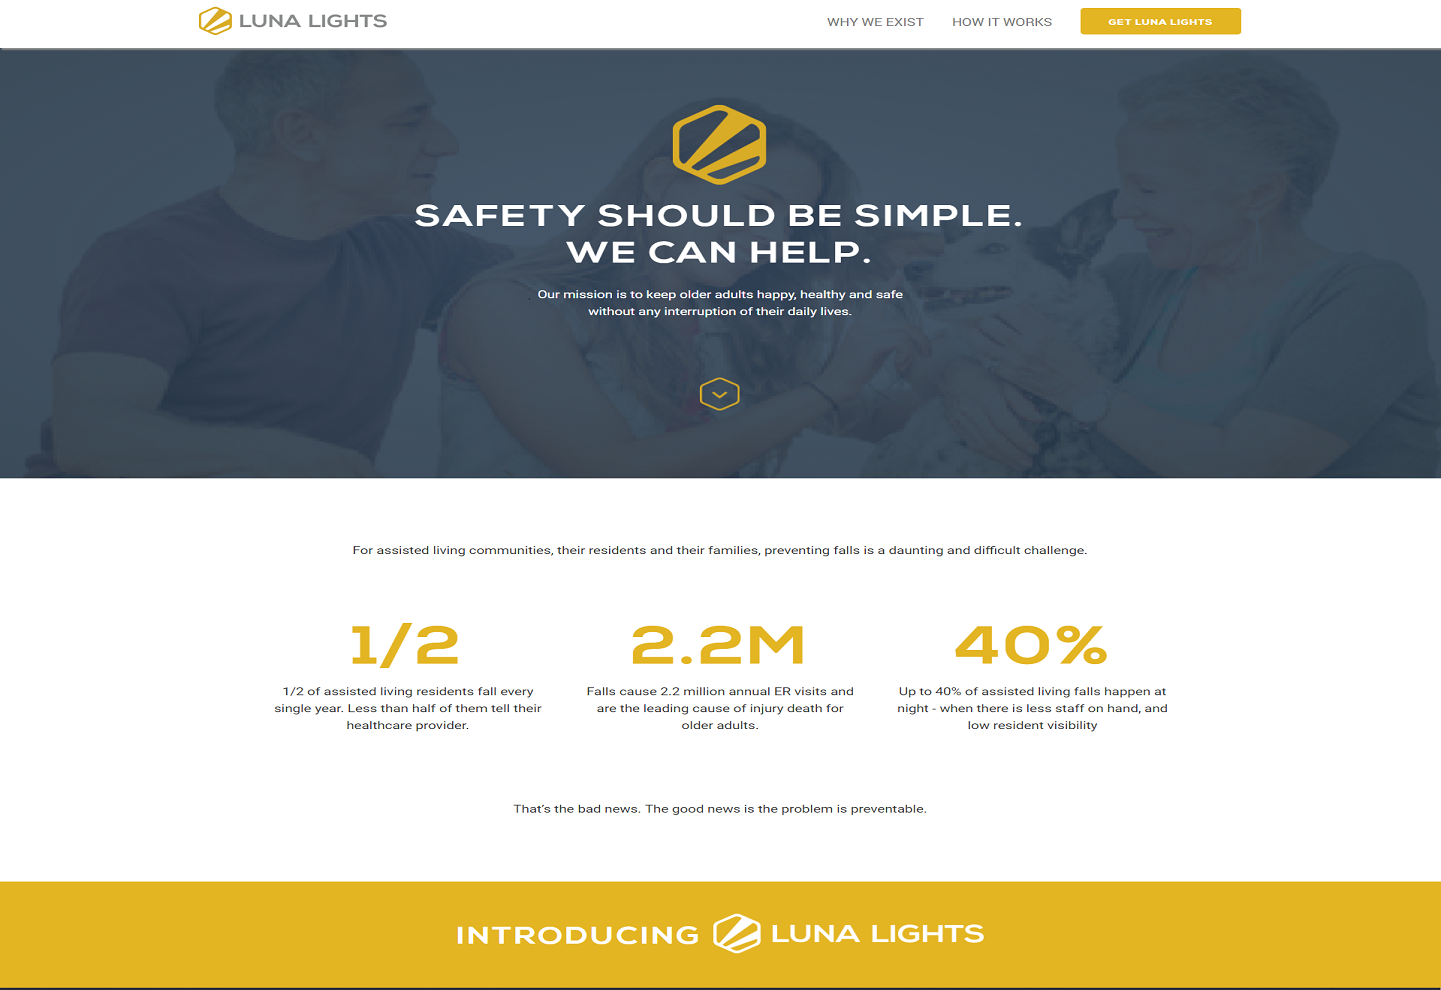 LUNA LIGHTS
WHY WE EXIST
HOW IT WORKS
GET LUNA LIGHTS
SAFETY SHOULD BE SIMPLE.
WE CAN HELP.
Our mission is to keep older adults happy, healthy and safe
without any interruption of their daily lives.
For assisted living communities, their residents and their families, preventing falls is a daunting and difficult challenge.
1/2
1/2 of assisted living residents fall every
single year. Less than half of them tell their
healthcare provider.
2.2M
Falls cause 2.2 million annual ER visits and
are the leading cause of injury death for
older adults.
40%
Up to 40% of assisted living falls happen at
night - when there is less staff on hand, and
low resident visibility
That's the bad news. The good news is the problem is preventable.
INTRODUCING LUNA LIGHTS